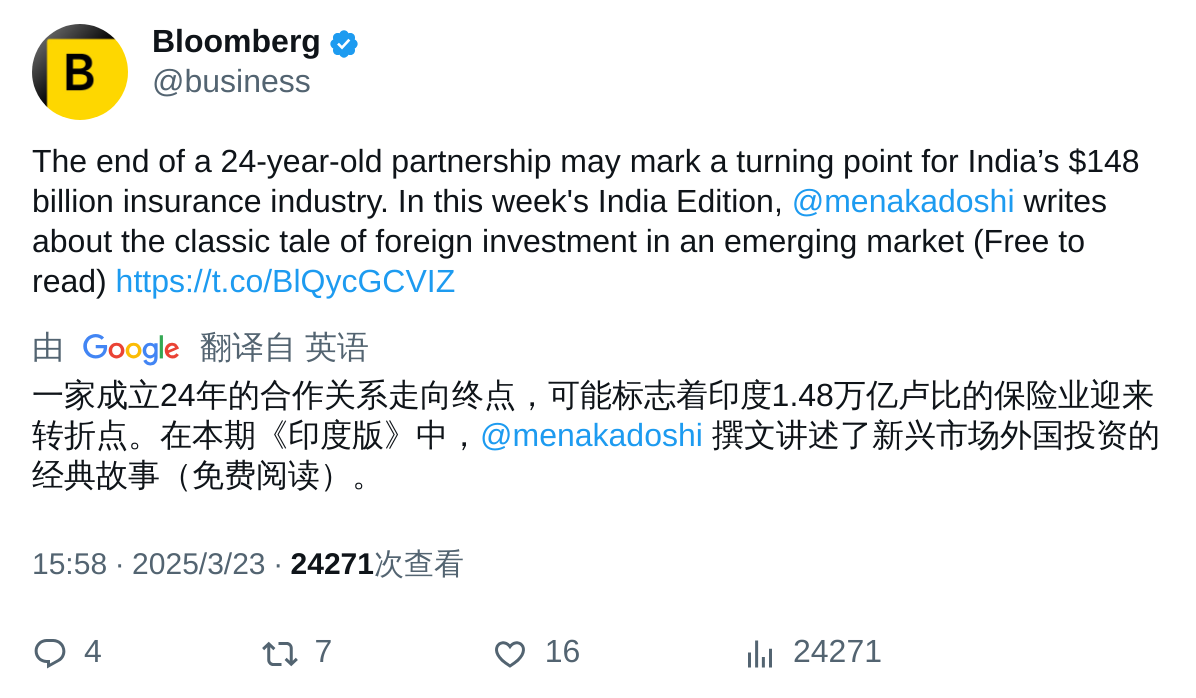 B
Bloomberg
@business
The end of a 24-year-old partnership may mark a turning point for India’s $148
billion insurance industry. In this week's India Edition, @menakadoshi writes
about the classic tale of foreign investment in an emerging market (Free to
read) https://t.co/BlQycGCVIZ
由 Google 翻译自 英语
一家成立24年的合作关系走向终点，可能标志着印度1.48万亿卢比的保险业迎来
转折点。在本期《印度版》中，@menakadoshi 撰文讲述了新兴市场外国投资的
经典故事（免费阅读）。
15:58 · 2025/3/23 · 24271次查看
4 7 16 24271